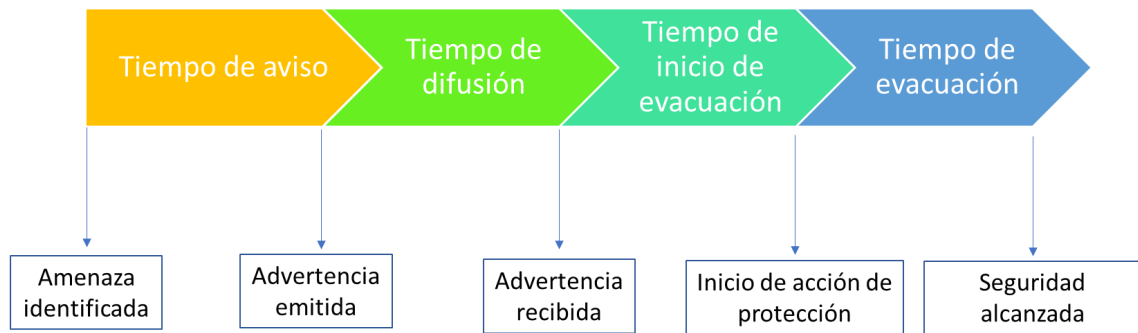 Tiempo de aviso
Tiempo de
difusión
Tiempo de
inicio de
evacuación
Tiempo de
evacuación
Amenaza
identificada
Advertencia
emitida
Advertencia
recibida
Inicio de acción de
protección
Seguridad
alcanzada